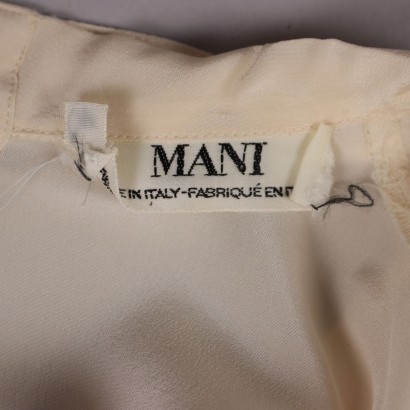 MANI
E IN ITALY-FABRIQUÉ EN